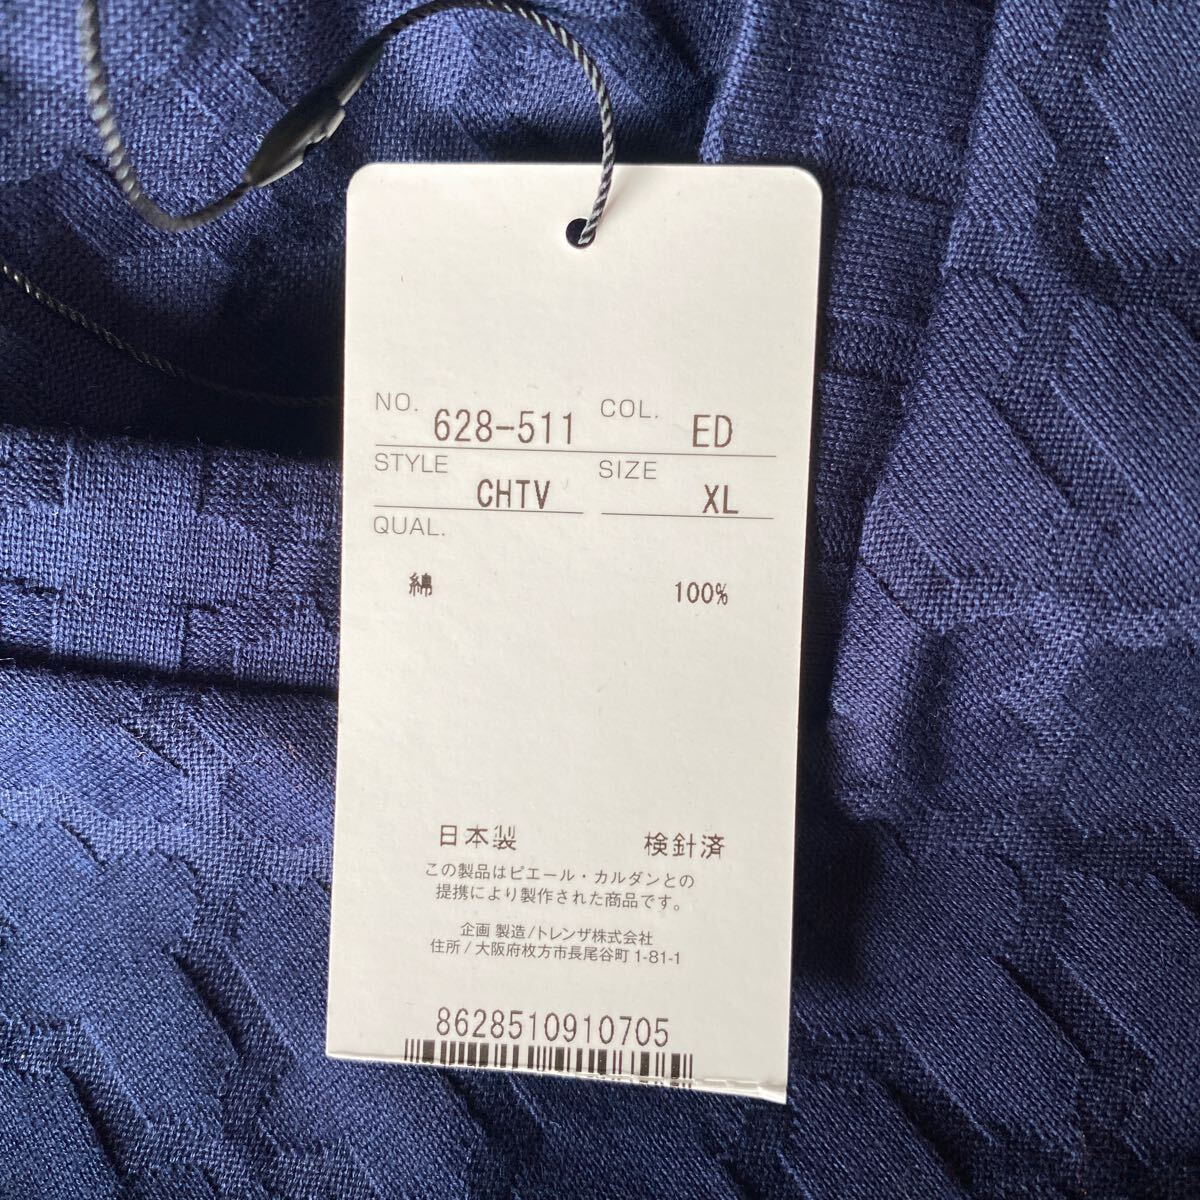 NO. 628-511 COL. ED
STYLE CHTV SIZE XL
QUAL.
綿 100%
日本製 検針済
この製品はピエール・カルダンとの
提携により製作された商品です。
企画 製造/トレンザ株式会社
住所/大阪府枚方市長尾谷町1-81-1
8628510910705